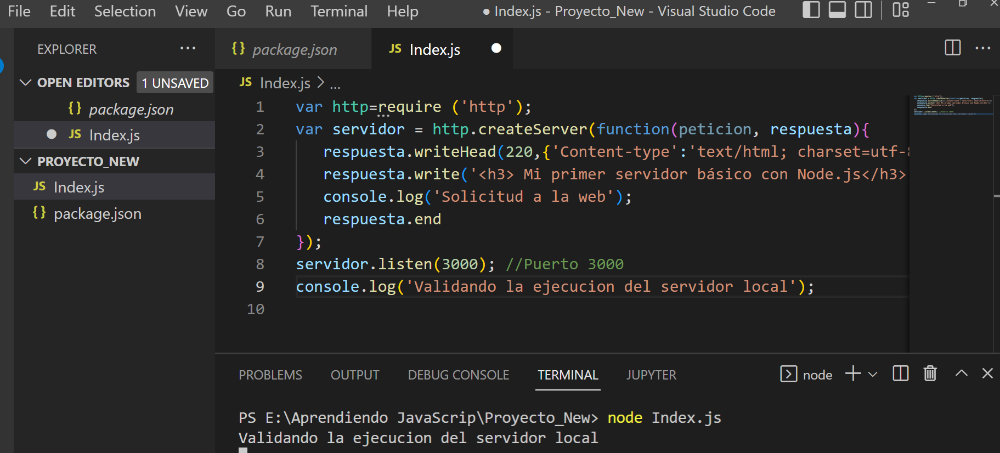 File Edit Selection View Go Run Terminal Help ● Index.js - Proyecto_New - Visual Studio Code
EXPLORER ...
OPEN EDITORS 1 UNSAVED
{} package.json
● JS Index.js
PROYECTO_NEW
JS Index.js
{} package.json
{} package.json JS Index.js ●
JS Index.js > ...
1 var http=require ('http');
2 var servidor = http.createServer(function(peticion, respuesta){
3 respuesta.writeHead(220,{'Content-type':'text/html; charset=utf-8
4 respuesta.write('<h3> Mi primer servidor básico con Node.js</h3>
5 console.log('Solicitud a la web');
6 respuesta.end
7 });
8 servidor.listen(3000); //Puerto 3000
9 console.log('Validando la ejecucion del servidor local');
10
PROBLEMS OUTPUT DEBUG CONSOLE TERMINAL JUPYTER node
PS E:\Aprendiendo JavaScrip\Proyecto_New> node Index.js
Validando la ejecucion del servidor local